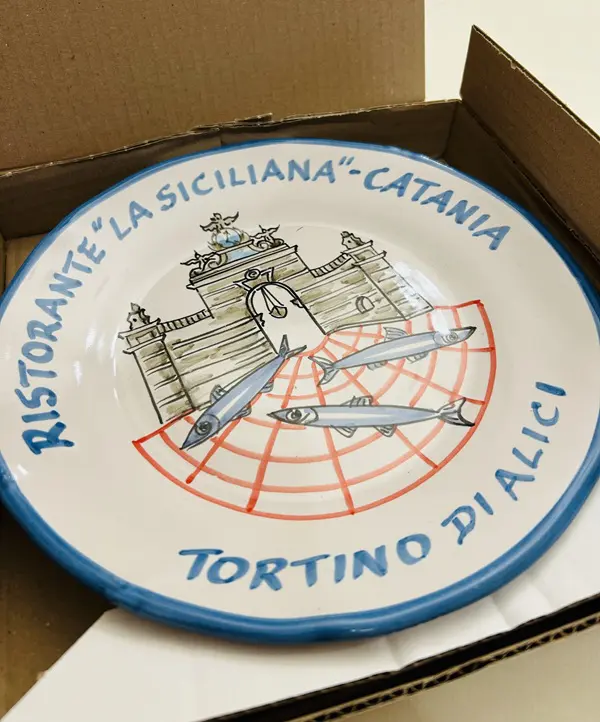 RISTORANTE "LA SICILIANA"-CATANIA
TORTINO DI ALICI